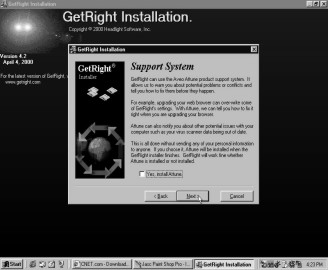 GetRight Installation
GetRight Installation.
Copyright © 2000 Headlight Software, Inc.
Version 4.2
April 4, 2000
For the latest version of GetRight,
www.getright.com
GetRight Installation
GetRight®
Installer
Support System
GetRight can use the Aveo Attune product support system. It
allows us to warn you about potential problems or conflicts and
tell you how to fix them before they happen.
For example, upgrading your web browser can over-write some
of GetRight's settings. With Attune, we can tell you how to fix it
right when you are upgrading your browser.
Attune can also notify you about other potential issues with your
computer such as your virus scanner data being out of date.
This is all done without sending any of your personal information
to anyone. If you choose it, Attune will be installed when the
GetRight installer finishes. GetRight will work fine whether
Attune is installed or not installed.
Yes, install Attune.
< Back
Next >
Cancel
Start
CNET.com - Download...
Jasc Paint Shop Pro - I...
GetRight Installation
4:23 PM